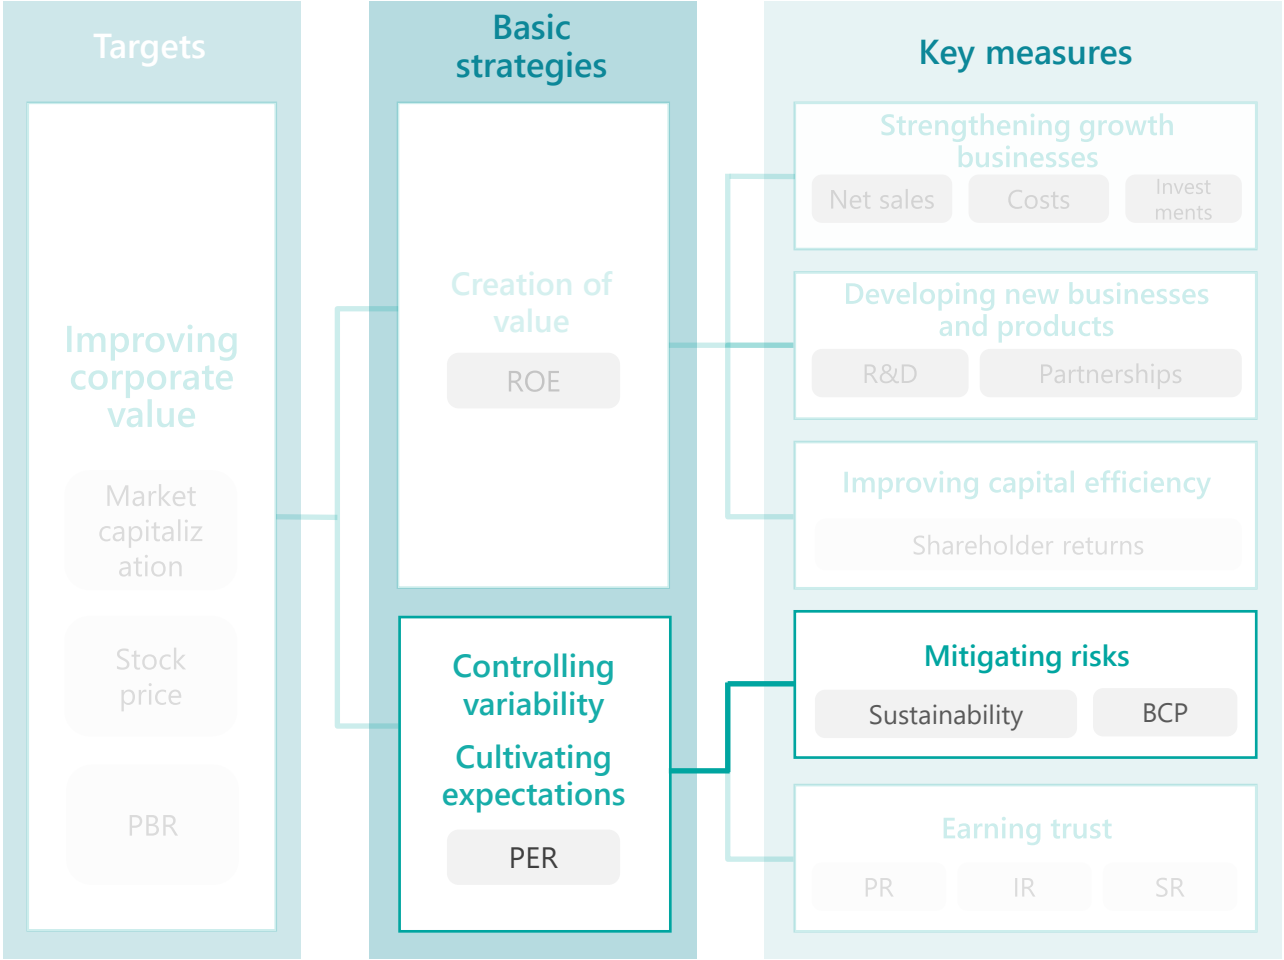 Targets
Improving
corporate
value
Market
capitaliz
ation
Stock
price
PBR
Basic
strategies
Creation of
value
ROE
Controlling
variability
Cultivating
expectations
PER
Key measures
Strengthening growth
businesses
Net sales
Costs
Invest
ments
Developing new businesses
and products
R&D
Partnerships
Improving capital efficiency
Shareholder returns
Mitigating risks
Sustainability
BCP
Earning trust
PR
IR
SR